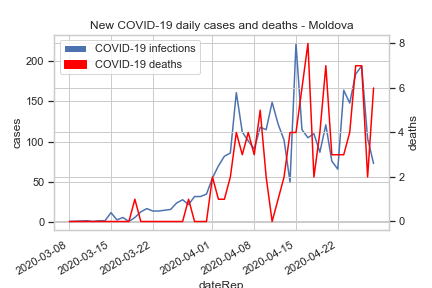 New COVID-19 daily cases and deaths - Moldova
COVID-19 infections
COVID-19 deaths
200
150
100
50
0
cases
8
6
4
2
0
deaths
2020-03-08
2020-03-15
2020-03-22
2020-04-01
2020-04-08
2020-04-15
2020-04-22
dateRep